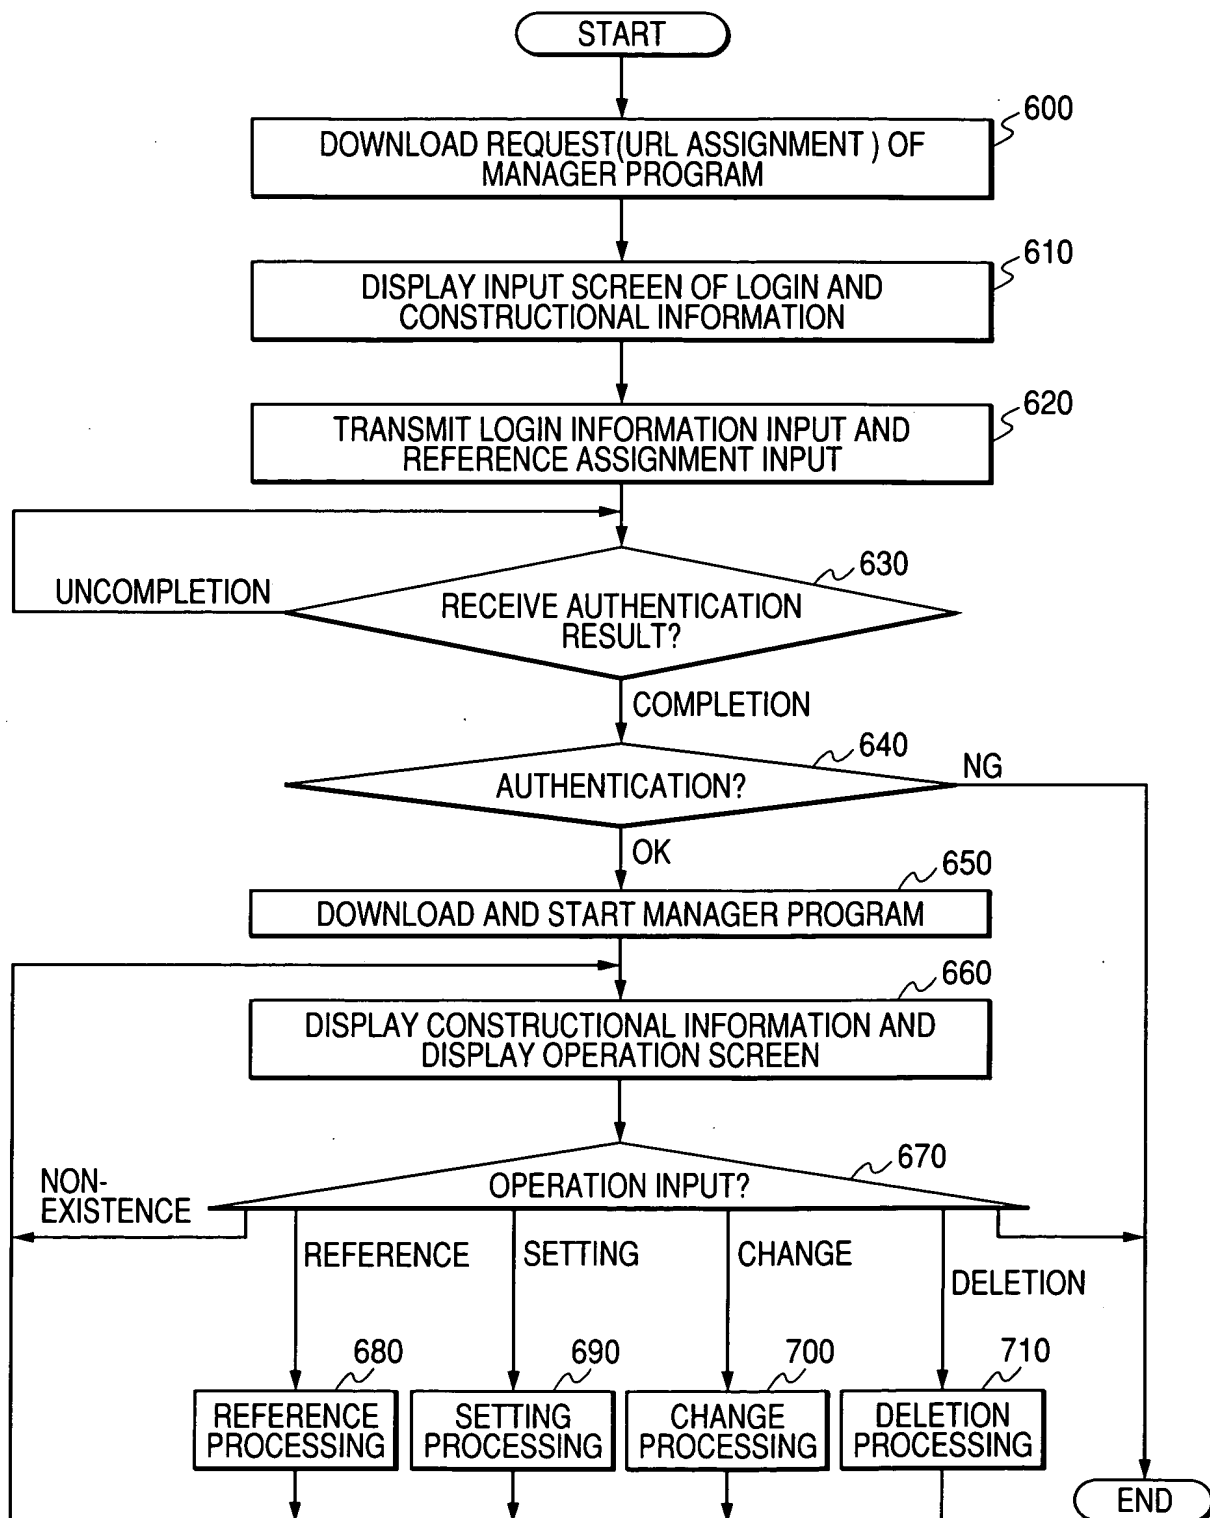 START
600
DOWNLOAD REQUEST(URL ASSIGNMENT ) OF
MANAGER PROGRAM
610
DISPLAY INPUT SCREEN OF LOGIN AND
CONSTRUCTIONAL INFORMATION
620
TRANSMIT LOGIN INFORMATION INPUT AND
REFERENCE ASSIGNMENT INPUT
630
UNCOMPLETION
RECEIVE AUTHENTICATION
RESULT?
COMPLETION
640
NG
AUTHENTICATION?
OK
650
DOWNLOAD AND START MANAGER PROGRAM
660
DISPLAY CONSTRUCTIONAL INFORMATION AND
DISPLAY OPERATION SCREEN
670
NON-
EXISTENCE
OPERATION INPUT?
REFERENCE
SETTING
CHANGE
DELETION
680
690
700
710
REFERENCE
PROCESSING
SETTING
PROCESSING
CHANGE
PROCESSING
DELETION
PROCESSING
END